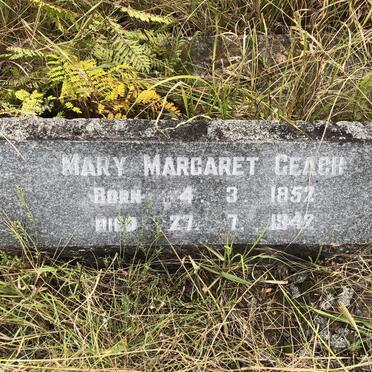 MARY MARGARET GEACH
BORN 4. 3. 1852
DIED 27. 7. 1942